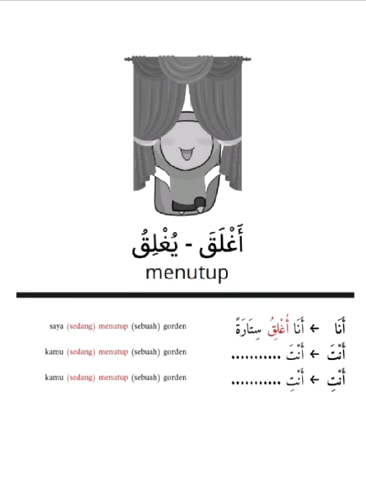 أَغْلَقَ - يُغْلِقُ
menutup
أَنَا ← أَنَا أُغْلِقُ سِتَارَةً
saya (sedang) menutup (sebuah) gorden
أَنْتَ ← أَنْتَ ...........
kamu (sedang) menutup (sebuah) gorden
أَنْتِ ← أَنْتِ ...........
kamu (sedang) menutup (sebuah) gorden